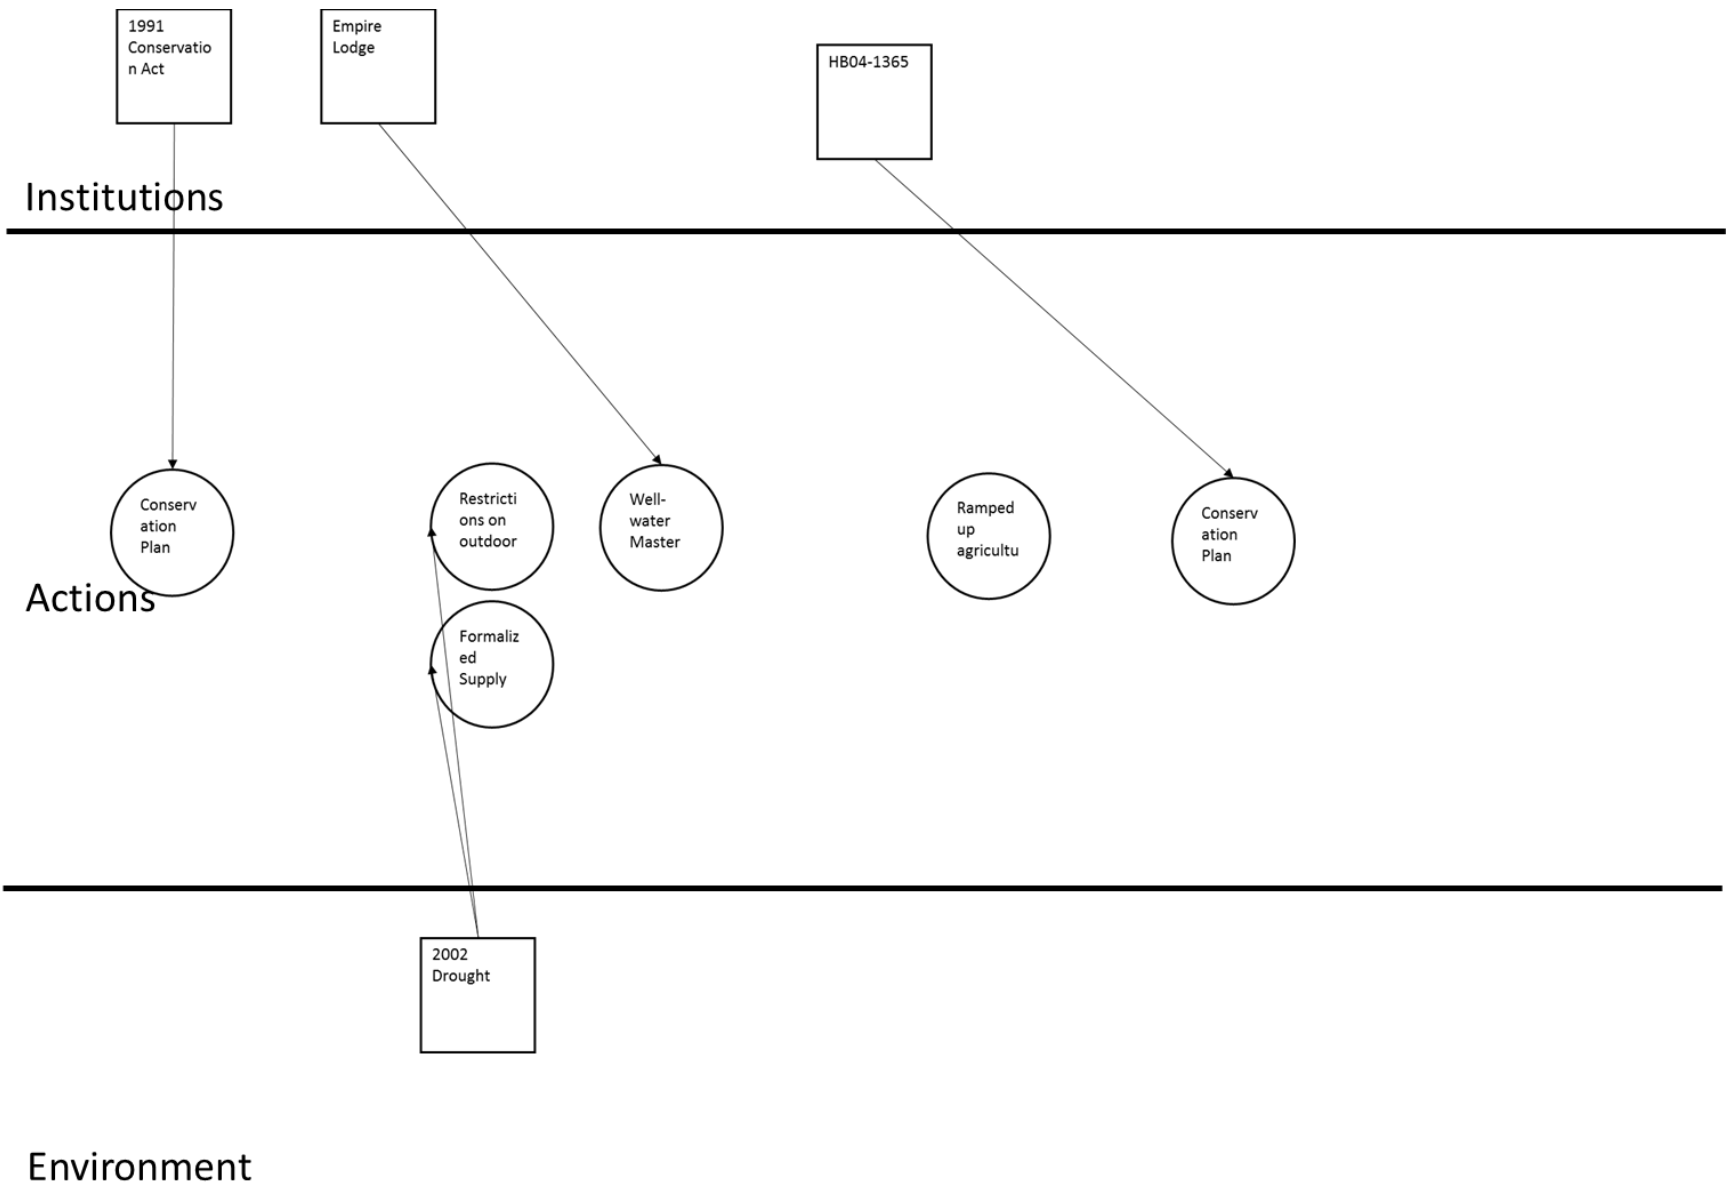 1991
Conservatio
n Act
Empire
Lodge
HB04-1365
Institutions
Conserv
ation
Plan
Restricti
ons on
outdoor
Well-
water
Master
Ramped
up
agricultu
Conserv
ation
Plan
Actions
Formaliz
ed
Supply
2002
Drought
Environment